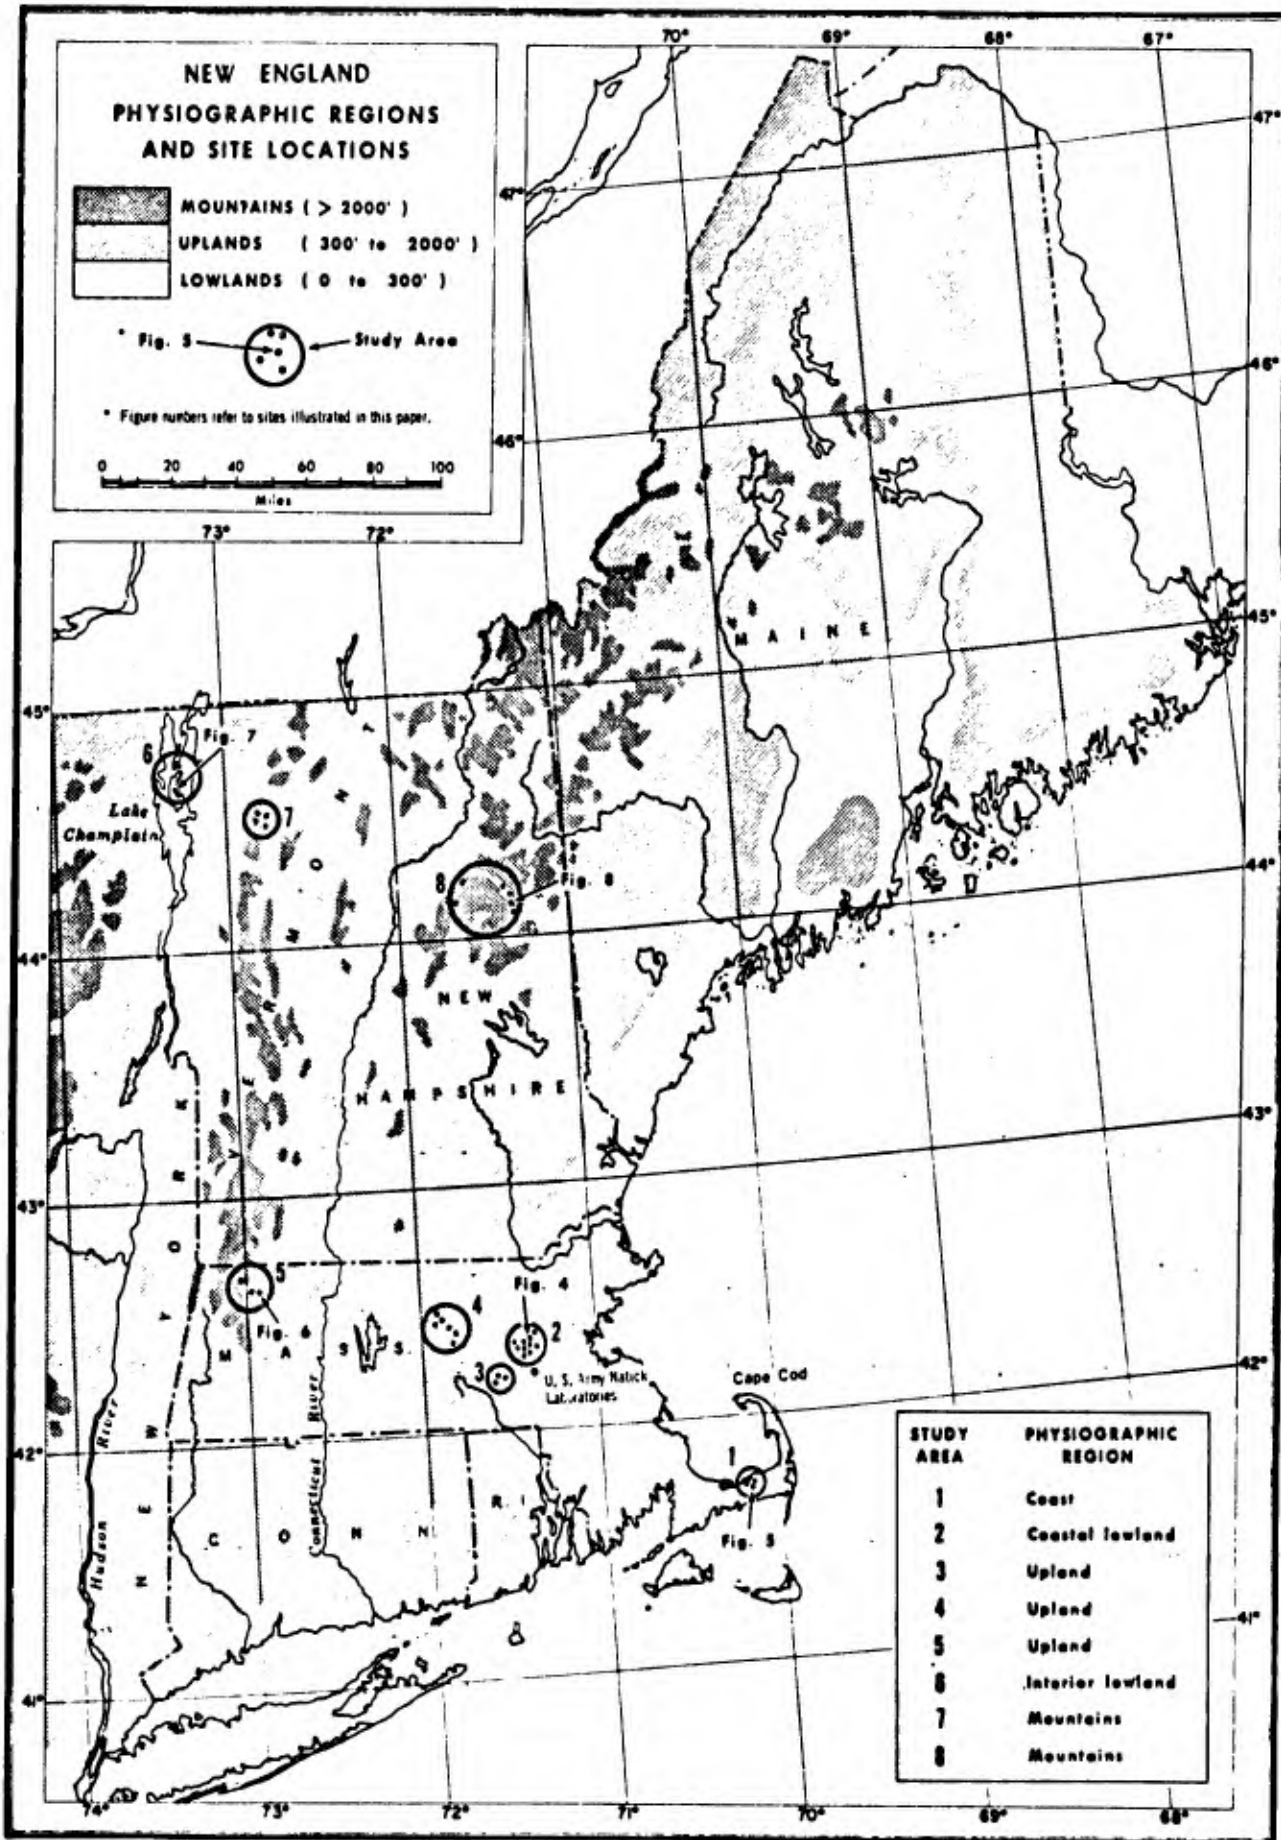 NEW ENGLAND
PHYSIOGRAPHIC REGIONS
AND SITE LOCATIONS
MOUNTAINS ( > 2000' )
UPLANDS ( 300' to 2000' )
LOWLANDS ( 0 to 300' )
* Fig. 5
Study Area
* Figure numbers refer to sites illustrated in this paper.
0 20 40 60 80 100
Miles
70° 69° 68° 67°
47°
47°
46°
46°
73° 72°
45°
MAINE
45°
6
Fig. 7
Lake
Champlain
7
8
Fig. 8
44°
44°
VERMONT
NEW
HAMPSHIRE
43°
43°
NEW YORK
5
Fig. 6
4
Fig. 4
2
3
U. S. Army Natick
Laboratories
MASS
Cape Cod
42°
42°
1
Fig. 5
Hudson River
Connecticut River
CONN
R. I.
41°
41°
74° 73° 72° 71° 70° 69° 68°
STUDY AREA PHYSIOGRAPHIC REGION
1 Coast
2 Coastal lowland
3 Upland
4 Upland
5 Upland
6 Interior lowland
7 Mountains
8 Mountains